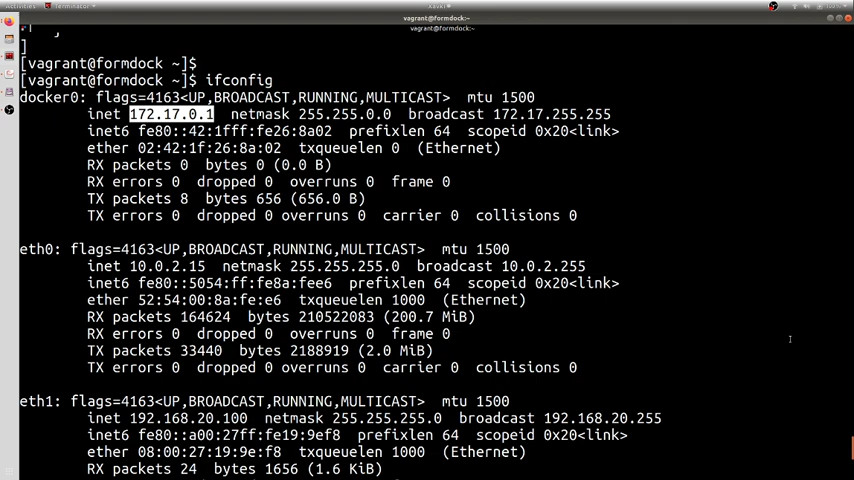 Activities
Terminator
Xavki
100%
vagrant@formdock:~
vagrant@formdock:~
]
[vagrant@formdock ~]$
[vagrant@formdock ~]$ ifconfig
docker0: flags=4163<UP,BROADCAST,RUNNING,MULTICAST>  mtu 1500
inet 172.17.0.1  netmask 255.255.0.0  broadcast 172.17.255.255
inet6 fe80::42:1fff:fe26:8a02  prefixlen 64  scopeid 0x20<link>
ether 02:42:1f:26:8a:02  txqueuelen 0  (Ethernet)
RX packets 0  bytes 0 (0.0 B)
RX errors 0  dropped 0  overruns 0  frame 0
TX packets 8  bytes 656 (656.0 B)
TX errors 0  dropped 0 overruns 0  carrier 0  collisions 0
eth0: flags=4163<UP,BROADCAST,RUNNING,MULTICAST>  mtu 1500
inet 10.0.2.15  netmask 255.255.255.0  broadcast 10.0.2.255
inet6 fe80::5054:ff:fe8a:fee6  prefixlen 64  scopeid 0x20<link>
ether 52:54:00:8a:fe:e6  txqueuelen 1000  (Ethernet)
RX packets 164624  bytes 210522083 (200.7 MiB)
RX errors 0  dropped 0  overruns 0  frame 0
TX packets 33440  bytes 2188919 (2.0 MiB)
TX errors 0  dropped 0 overruns 0  carrier 0  collisions 0
eth1: flags=4163<UP,BROADCAST,RUNNING,MULTICAST>  mtu 1500
inet 192.168.20.100  netmask 255.255.255.0  broadcast 192.168.20.255
inet6 fe80::a00:27ff:fe19:9ef8  prefixlen 64  scopeid 0x20<link>
ether 08:00:27:19:9e:f8  txqueuelen 1000  (Ethernet)
RX packets 24  bytes 1656 (1.6 KiB)